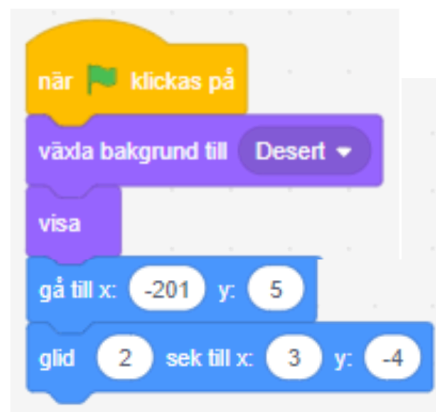 när klickas på
växla bakgrund till Desert
visa
gå till x: -201 y: 5
glid 2 sek till x: 3 y: -4